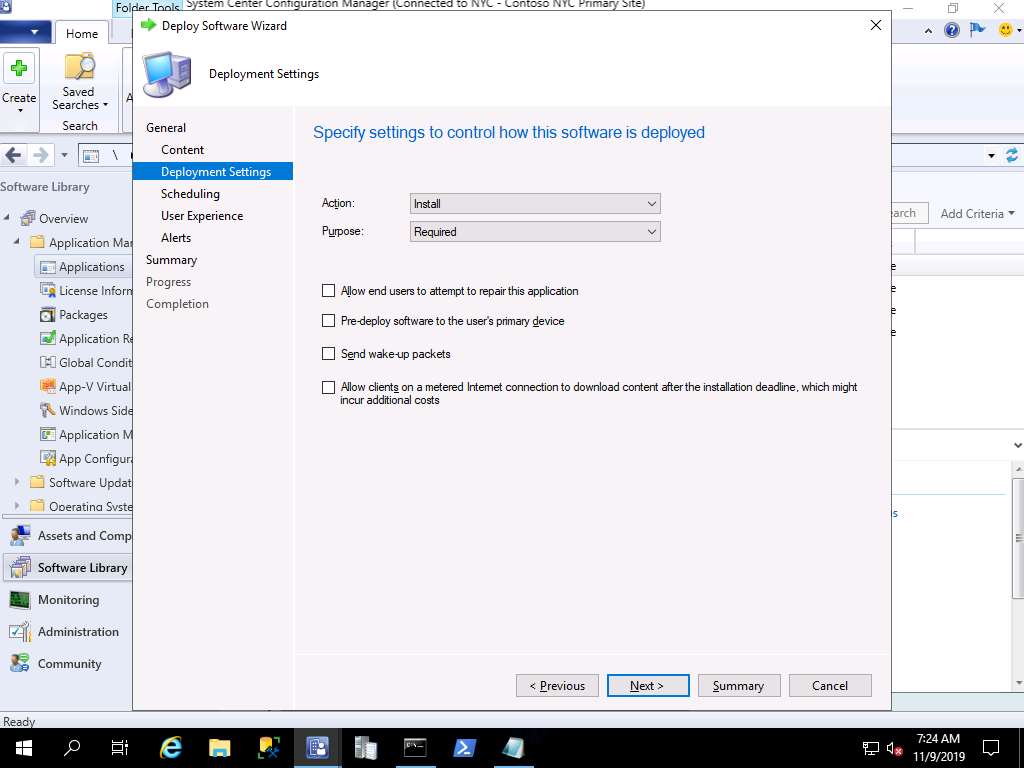 Folder Tools
System Center Configuration Manager (Connected to NYC - Contoso NYC Primary Site)
Home
Create
Saved
Searches
Search
\
Software Library
Overview
Application Man
Applications
License Inform
Packages
Application Re
Global Condit
App-V Virtual
Windows Side
Application M
App Configura
Software Updat
Operating Syste
Assets and Comp
Software Library
Monitoring
Administration
Community
Ready
Deploy Software Wizard
Deployment Settings
General
Content
Deployment Settings
Scheduling
User Experience
Alerts
Summary
Progress
Completion
Specify settings to control how this software is deployed
Action:
Install
Purpose:
Required
Allow end users to attempt to repair this application
Pre-deploy software to the user's primary device
Send wake-up packets
Allow clients on a metered Internet connection to download content after the installation deadline, which might
incur additional costs
< Previous
Next >
Summary
Cancel
earch
Add Criteria
7:24 AM
11/9/2019